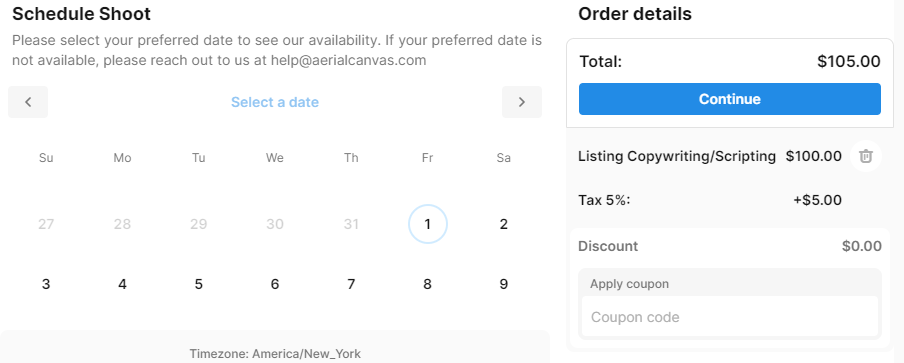 Schedule Shoot
Please select your preferred date to see our availability. If your preferred date is
not available, please reach out to us at help@aerialcanvas.com
Select a date
Su Mo Tu We Th Fr Sa
27 28 29 30 31 1 2
3 4 5 6 7 8 9
Timezone: America/New_York
Order details
Total: $105.00
Continue
Listing Copywriting/Scripting $100.00
Tax 5%: +$5.00
Discount $0.00
Apply coupon
Coupon code